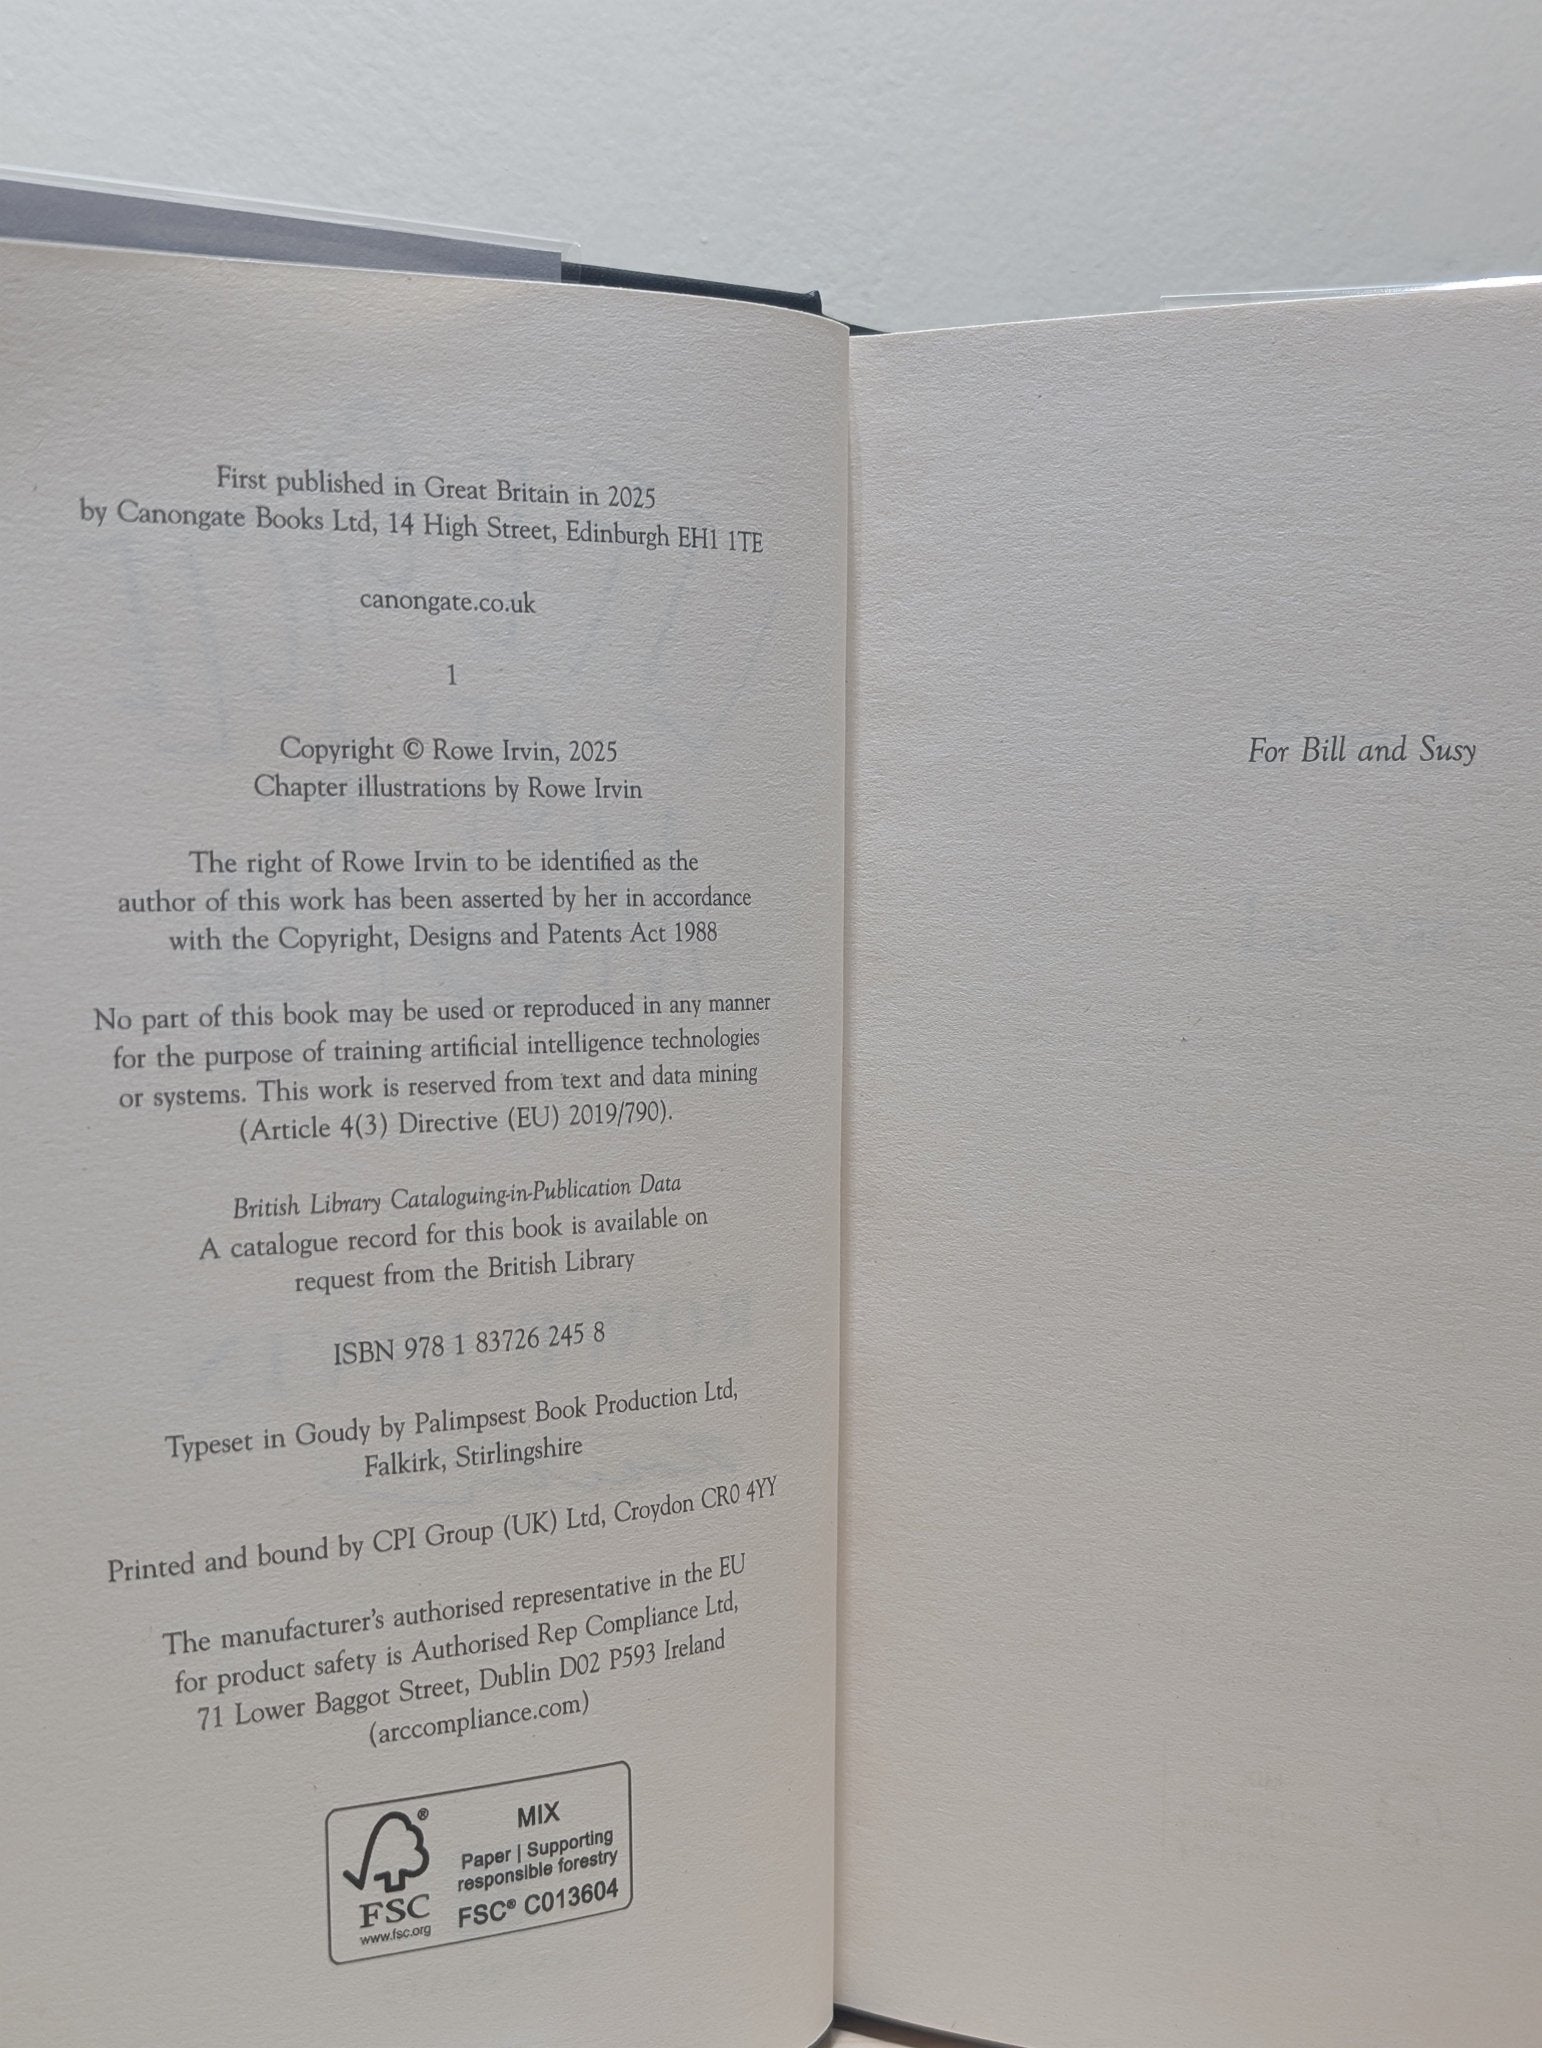 First published in Great Britain in 2025
by Canongate Books Ltd, 14 High Street, Edinburgh EH1 1TE
canongate.co.uk
1
Copyright © Rowe Irvin, 2025
Chapter illustrations by Rowe Irvin
The right of Rowe Irvin to be identified as the
author of this work has been asserted by her in accordance
with the Copyright, Designs and Patents Act 1988
No part of this book may be used or reproduced in any manner
for the purpose of training artificial intelligence technologies
or systems. This work is reserved from text and data mining
(Article 4(3) Directive (EU) 2019/790).
British Library Cataloguing-in-Publication Data
A catalogue record for this book is available on
request from the British Library
ISBN 978 1 83726 245 8
Typeset in Goudy by Palimpsest Book Production Ltd,
Falkirk, Stirlingshire
Printed and bound by CPI Group (UK) Ltd, Croydon CR0 4YY
The manufacturer's authorised representative in the EU
for product safety is Authorised Rep Compliance Ltd,
71 Lower Baggot Street, Dublin D02 P593 Ireland
(arccompliance.com)
®
FSC
www.fsc.org
MIX
Paper | Supporting
responsible forestry
FSC® C013604
For Bill and Susy